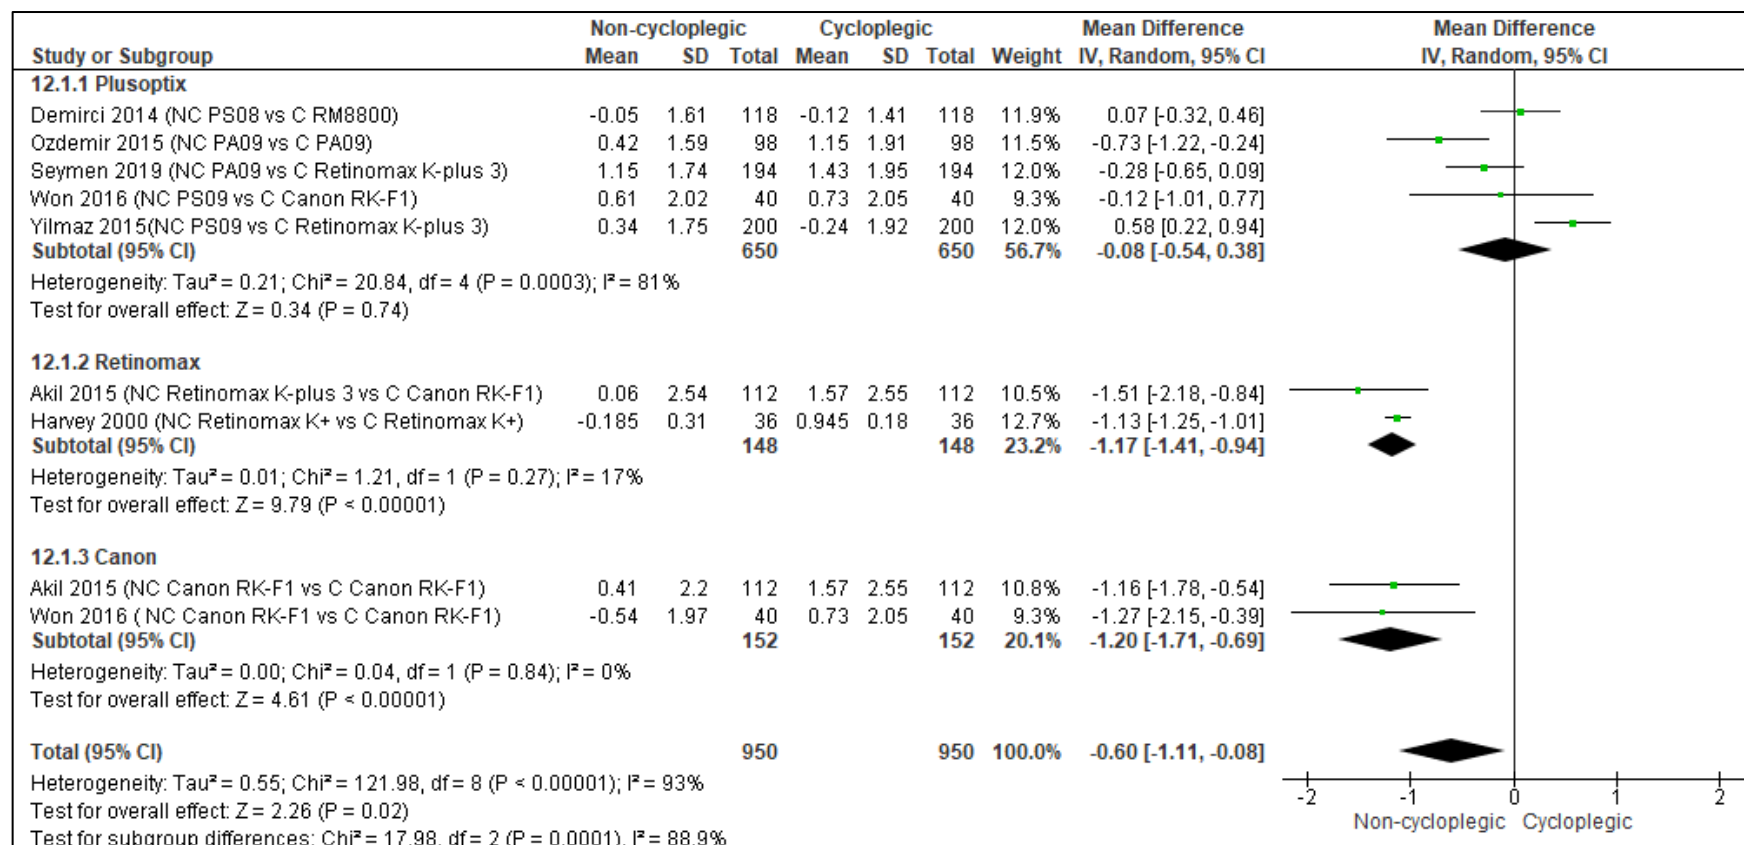 Non-cycloplegic Cycloplegic Mean Difference Mean Difference
Study or Subgroup Mean SD Total Mean SD Total Weight IV, Random, 95% CI IV, Random, 95% CI
12.1.1 Plusoptix
Demirci 2014 (NC PS08 vs C RM8800) -0.05 1.61 118 -0.12 1.41 118 11.9% 0.07 [-0.32, 0.46]
Ozdemir 2015 (NC PA09 vs C PA09) 0.42 1.59 98 1.15 1.91 98 11.5% -0.73 [-1.22, -0.24]
Seymen 2019 (NC PA09 vs C Retinomax K-plus 3) 1.15 1.74 194 1.43 1.95 194 12.0% -0.28 [-0.65, 0.09]
Won 2016 (NC PS09 vs C Canon RK-F1) 0.61 2.02 40 0.73 2.05 40 9.3% -0.12 [-1.01, 0.77]
Yilmaz 2015(NC PS09 vs C Retinomax K-plus 3) 0.34 1.75 200 -0.24 1.92 200 12.0% 0.58 [0.22, 0.94]
Subtotal (95% CI) 650 650 56.7% -0.08 [-0.54, 0.38]
Heterogeneity: Tau² = 0.21; Chi² = 20.84, df = 4 (P = 0.0003); I² = 81%
Test for overall effect: Z = 0.34 (P = 0.74)
12.1.2 Retinomax
Akil 2015 (NC Retinomax K-plus 3 vs C Canon RK-F1) 0.06 2.54 112 1.57 2.55 112 10.5% -1.51 [-2.18, -0.84]
Harvey 2000 (NC Retinomax K+ vs C Retinomax K+) -0.185 0.31 36 0.945 0.18 36 12.7% -1.13 [-1.25, -1.01]
Subtotal (95% CI) 148 148 23.2% -1.17 [-1.41, -0.94]
Heterogeneity: Tau² = 0.01; Chi² = 1.21, df = 1 (P = 0.27); I² = 17%
Test for overall effect: Z = 9.79 (P < 0.00001)
12.1.3 Canon
Akil 2015 (NC Canon RK-F1 vs C Canon RK-F1) 0.41 2.2 112 1.57 2.55 112 10.8% -1.16 [-1.78, -0.54]
Won 2016 ( NC Canon RK-F1 vs C Canon RK-F1) -0.54 1.97 40 0.73 2.05 40 9.3% -1.27 [-2.15, -0.39]
Subtotal (95% CI) 152 152 20.1% -1.20 [-1.71, -0.69]
Heterogeneity: Tau² = 0.00; Chi² = 0.04, df = 1 (P = 0.84); I² = 0%
Test for overall effect: Z = 4.61 (P < 0.00001)
Total (95% CI) 950 950 100.0% -0.60 [-1.11, -0.08]
Heterogeneity: Tau² = 0.55; Chi² = 121.98, df = 8 (P < 0.00001); I² = 93%
Test for overall effect: Z = 2.26 (P = 0.02)
Test for subgroup differences: Chi² = 17.98, df = 2 (P = 0.0001), I² = 88.9%
-2 -1 0 1 2
Non-cycloplegic Cycloplegic